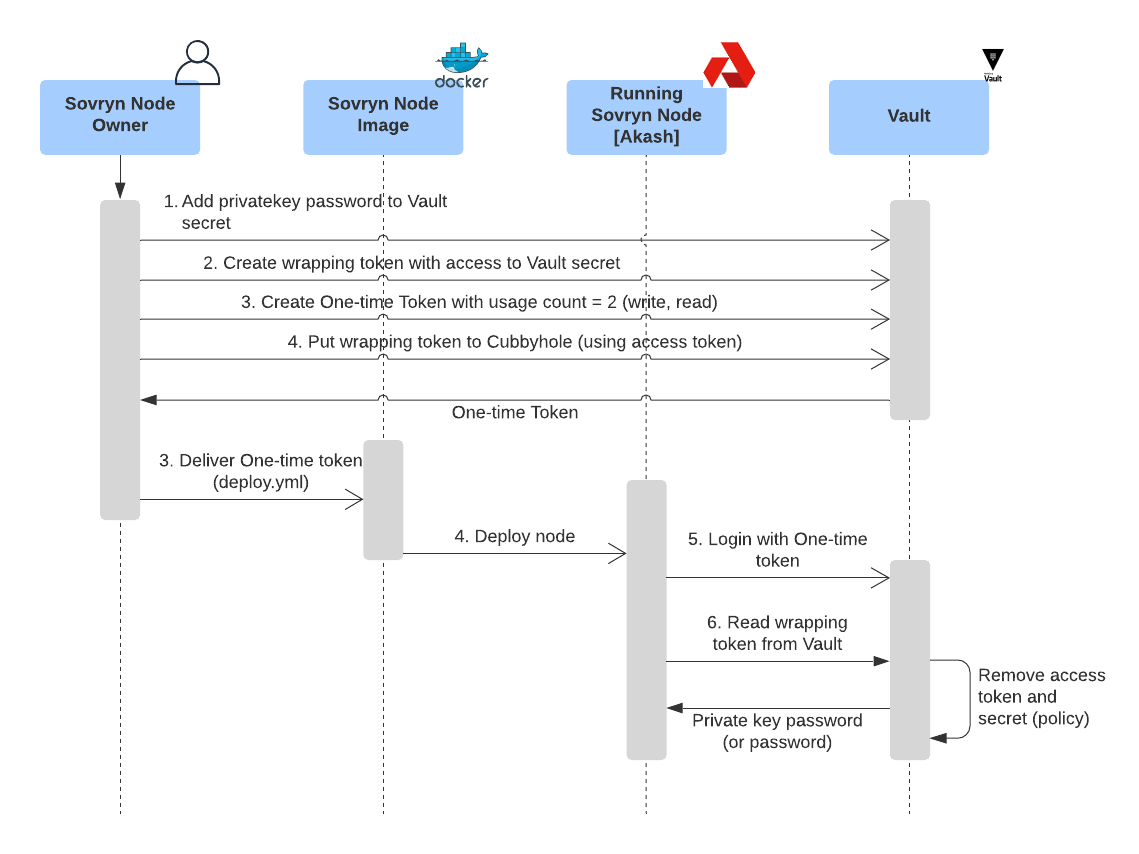 docker
Vault
Sovryn Node
Owner
Sovryn Node
Image
Running
Sovryn Node
[Akash]
Vault
1. Add privatekey password to Vault
secret
2. Create wrapping token with access to Vault secret
3. Create One-time Token with usage count = 2 (write, read)
4. Put wrapping token to Cubbyhole (using access token)
One-time Token
3. Deliver One-time token
(deploy.yml)
4. Deploy node
5. Login with One-time
token
6. Read wrapping
token from Vault
Remove access
token and
secret (policy)
Private key password
(or password)